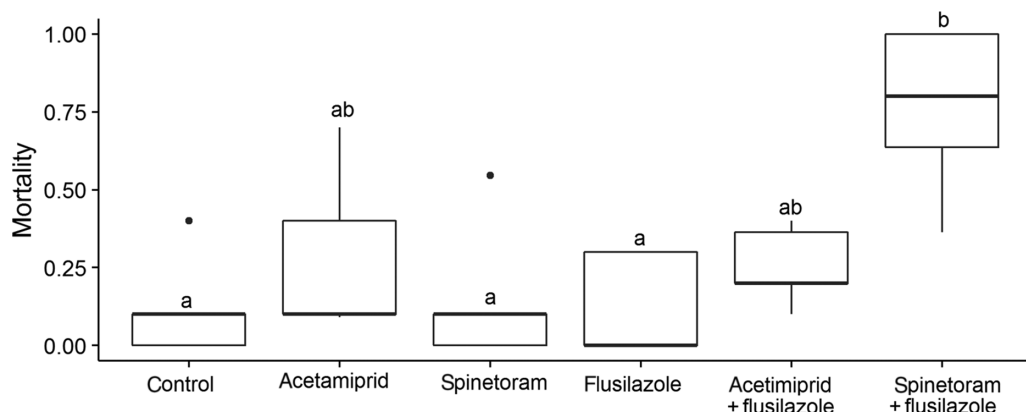 Mortality
1.00
0.75
0.50
0.25
0.00
a
ab
a
a
ab
b
Control
Acetamiprid
Spinetoram
Flusilazole
Acetimiprid
+ flusilazole
Spinetoram
+ flusilazole